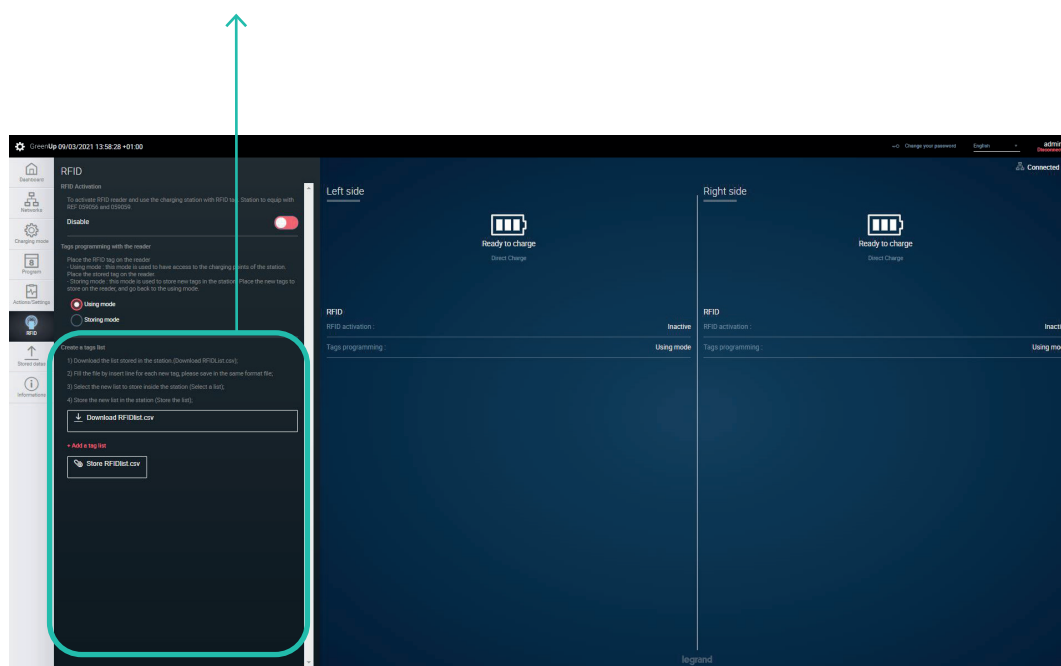 GreenUp 09/03/2021 13:58:28 +01:00
Change your password
English
admin
Disconnect
Connected
Dashboard
Networks
Charging mode
8
Program
Actions/Settings
RFID
Stored datas
Informations
RFID
RFID Activation
To activate RFID reader and use the charging station with RFID tag. Station to equip with
REF 059056 and 059059.
Disable
Tags programming with the reader
Place the RFID tag on the reader
- Using mode : this mode is used to have access to the charging points of the station.
Place the stored tag on the reader
- Storing mode : this mode is used to store new tags in the station. Place the new tags to
store on the reader, and go back to the using mode.
Using mode
Storing mode
Create a tags list
1) Download the list stored in the station (Download RFIDList.csv);
2) Fill the file by insert line for each new tag, please save in the same format file;
3) Select the new list to store inside the station (Select a list);
4) Store the new list in the station (Store the list);
Download RFIDlist.csv
+ Add a tag list
Store RFIDlist.csv
Left side
Ready to charge
Direct Charge
RFID
RFID activation :
Inactive
Tags programming :
Using mode
Right side
Ready to charge
Direct Charge
RFID
RFID activation :
Inacti
Tags programming :
Using mo
legrand